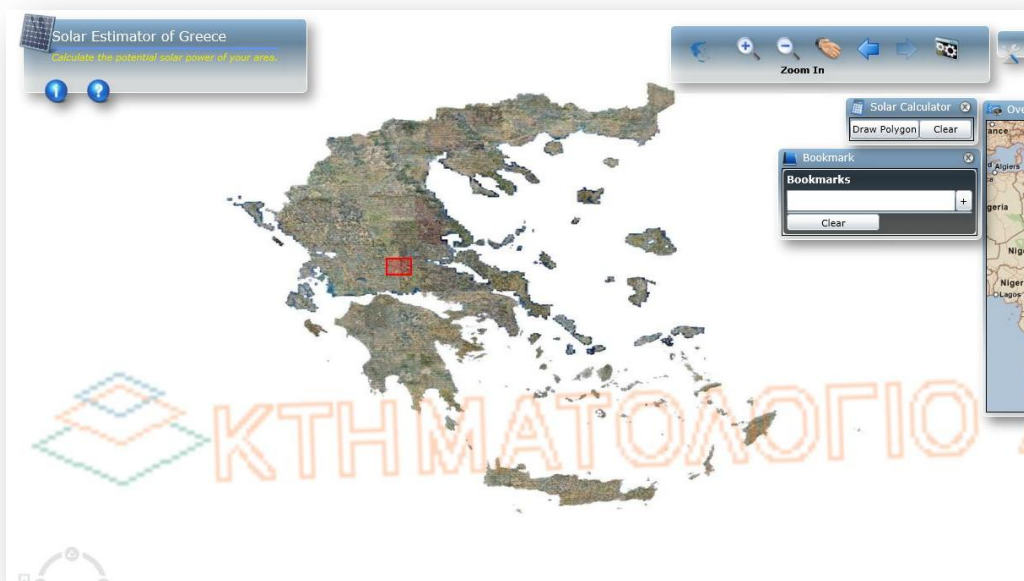 Solar Estimator of Greece
Calculate the potential solar power of your area.
Zoom In
Solar Calculator
Draw Polygon
Clear
Bookmark
Bookmarks
+
Clear
Algiers
geria
Lagos
ΚΤΗΜΑΤΟΛΟΓΙΟ